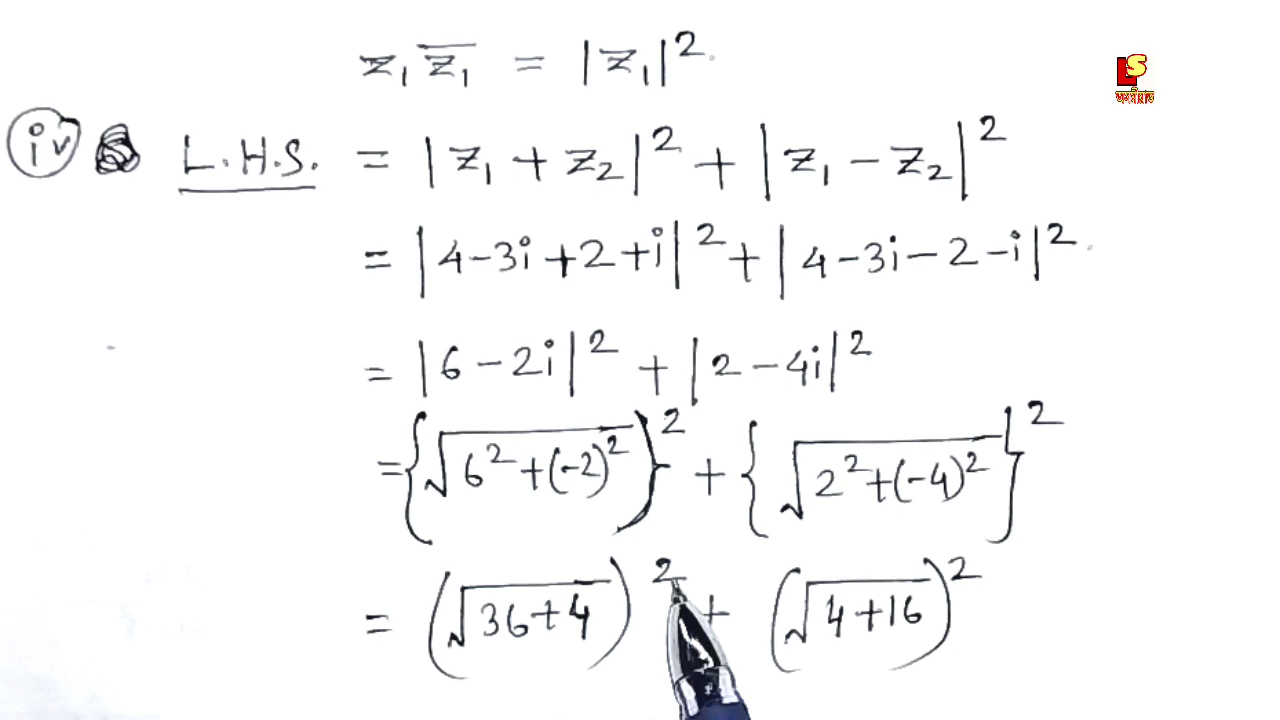 z₁ z̅₁ = |z₁|²
LS
iv L.H.S. = |z₁ + z₂|² + |z₁ − z₂|²
= |4−3i+2+i|² + |4−3i−2−i|²
= |6−2i|² + |2−4i|²
= {√(6²+(−2)²)}² + {√(2²+(−4)²)}²
= (√(36+4))² + (√(4+16))²